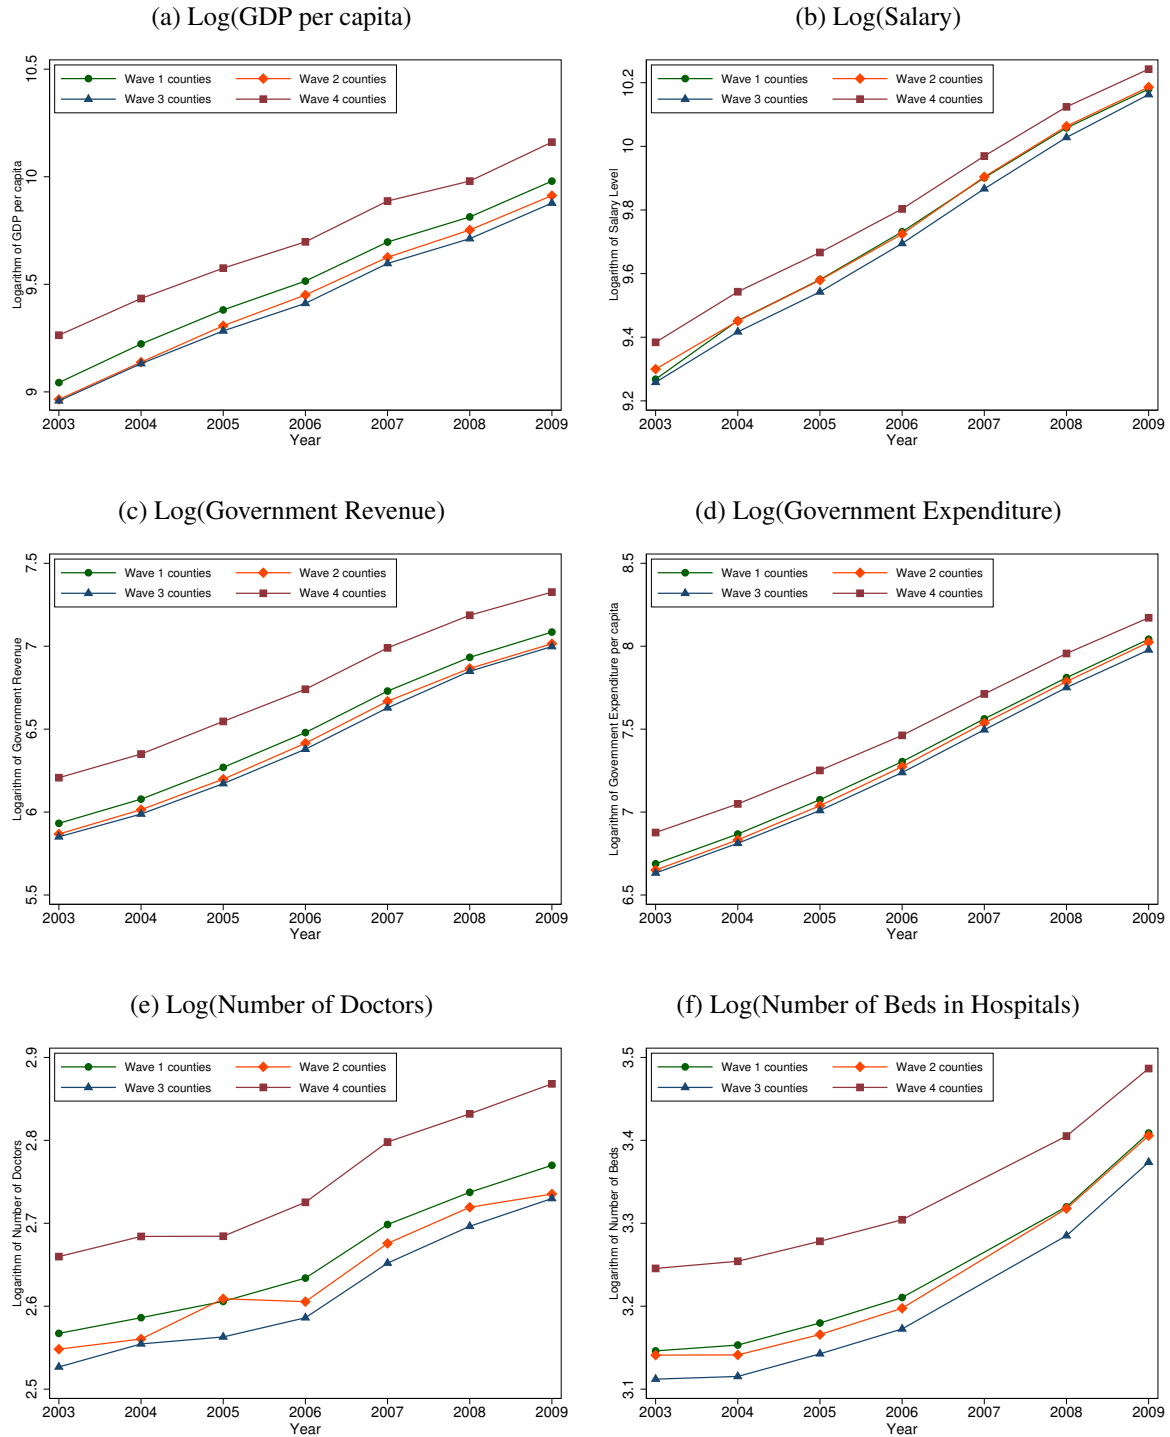 (a) Log(GDP per capita)
Wave 1 counties
Wave 2 counties
Wave 3 counties
Wave 4 counties
Logarithm of GDP per capita
10.5
10
9.5
9
2003 2004 2005 2006 2007 2008 2009
Year
(b) Log(Salary)
Wave 1 counties
Wave 2 counties
Wave 3 counties
Wave 4 counties
Logarithm of Salary Level
10.2
10
9.8
9.6
9.4
9.2
2003 2004 2005 2006 2007 2008 2009
Year
(c) Log(Government Revenue)
Wave 1 counties
Wave 2 counties
Wave 3 counties
Wave 4 counties
Logarithm of Government Revenue
7.5
7
6.5
6
5.5
2003 2004 2005 2006 2007 2008 2009
Year
(d) Log(Government Expenditure)
Wave 1 counties
Wave 2 counties
Wave 3 counties
Wave 4 counties
Logarithm of Government Expenditure per capita
8.5
8
7.5
7
6.5
2003 2004 2005 2006 2007 2008 2009
Year
(e) Log(Number of Doctors)
Wave 1 counties
Wave 2 counties
Wave 3 counties
Wave 4 counties
Logarithm of Number of Doctors
2.9
2.8
2.7
2.6
2.5
2003 2004 2005 2006 2007 2008 2009
Year
(f) Log(Number of Beds in Hospitals)
Wave 1 counties
Wave 2 counties
Wave 3 counties
Wave 4 counties
Logarithm of Number of Beds
3.5
3.4
3.3
3.2
3.1
2003 2004 2005 2006 2007 2008 2009
Year